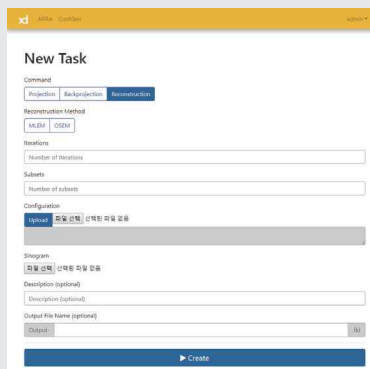 xd ARRA ConfGen admin
New Task
Command
Projection Backprojection Reconstruction
Reconstruction Method
MLEM OSEM
Iterations
Number of Iterations
Subsets
Number of subsets
Configuration
Upload 파일 선택 선택된 파일 없음
Sinogram
파일 선택 선택된 파일 없음
Description (optional)
Description (optional)
Output File Name (optional)
Output- Create